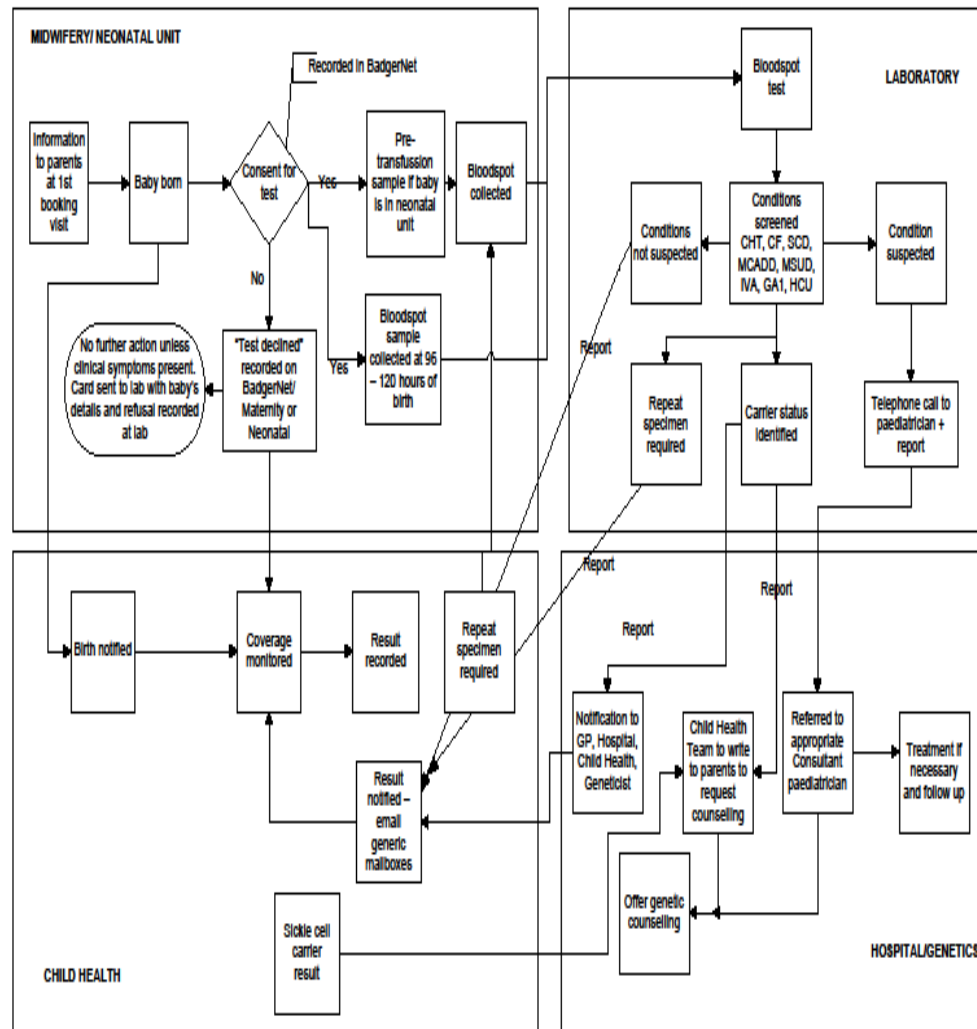 MIDWIFERY/ NEONATAL UNIT
Recorded in BadgerNet
Information
to parents
at 1st
booking
visit
Baby born
Consent for
test
Yes
Pre-
transfussion
sample if baby
is in neonatal
unit
Bloodspot
collected
No
Yes
No further action unless
clinical symptoms present.
Card sent to lab with baby's
details and refusal recorded
at lab
"Test declined"
recorded on
BadgerNet/
Maternity or
Neonatal
Bloodspot
sample
collected at 96
– 120 hours of
birth
LABORATORY
Bloodspot
test
Conditions
not suspected
Conditions
screened
CHT, CF, SCD,
MCADD, MSUD,
IVA, GA1, HCU
Condition
suspected
Report
Repeat
specimen
required
Carrier status
identified
Telephone call to
paediatrician +
report
Birth notified
Coverage
monitored
Result
recorded
Repeat
specimen
required
Result
notified –
email
generic
mailboxes
Sickle cell
carrier
result
CHILD HEALTH
Report
Report
Report
Notification to
GP, Hospital,
Child Health,
Geneticist
Child Health
Team to write
to parents to
request
counselling
Referred to
appropriate
Consultant
paediatrician
Treatment if
necessary
and follow up
Offer genetic
counselling
HOSPITAL/GENETICS